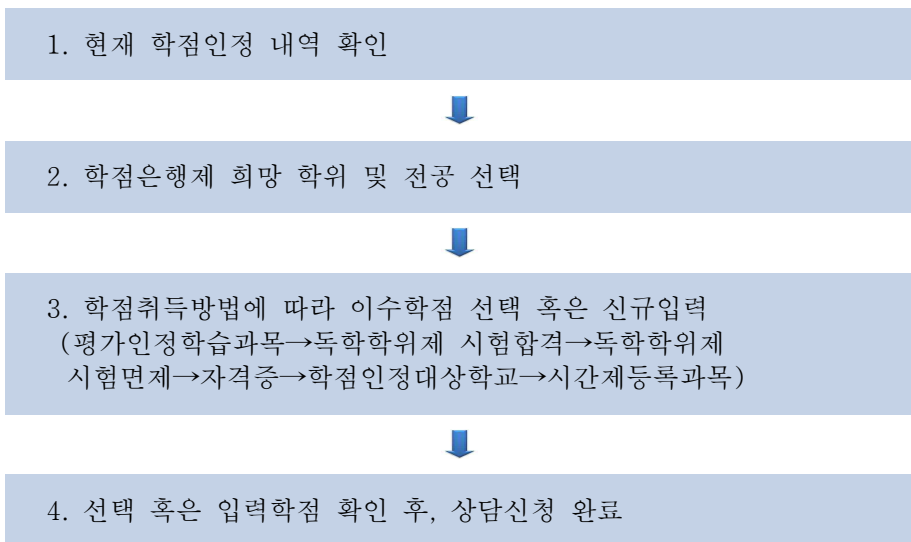 1. 현재 학점인정 내역 확인
2. 학점은행제 희망 학위 및 전공 선택
3. 학점취득방법에 따라 이수학점 선택 혹은 신규입력
(평가인정학습과목→독학학위제 시험합격→독학학위제
시험면제→자격증→학점인정대상학교→시간제등록과목)
4. 선택 혹은 입력학점 확인 후, 상담신청 완료